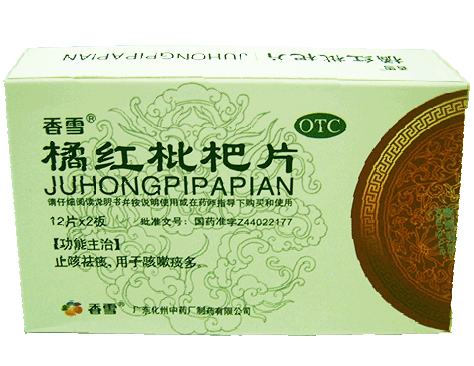 香雪
橘红枇杷片
JUHONGPIPAPIAN
香雪®
OTC
橘红枇杷片
JUHONGPIPAPIAN
请仔细阅读说明书并按说明使用或在药师指导下购买和使用
12片x2板 批准文号：国药准字Z44022177
【功能主治】
止咳祛痰，用于咳嗽痰多。
香雪 广东化州中药厂制药有限公司